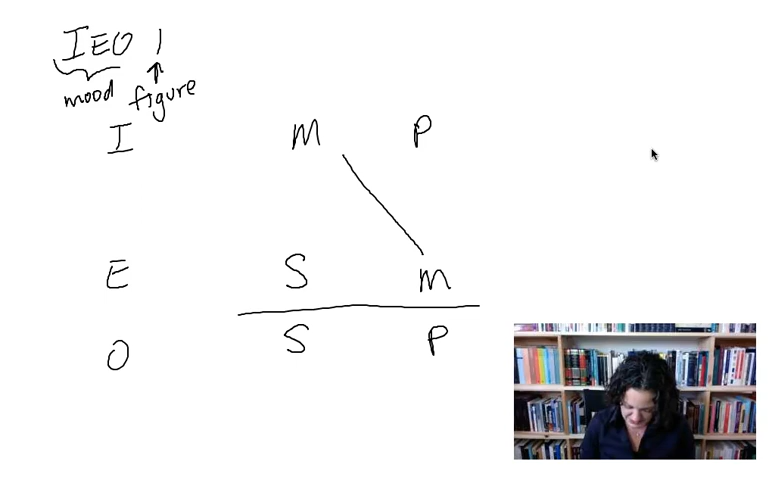 IEO 1
mood figure
I M P
E S M
O S P